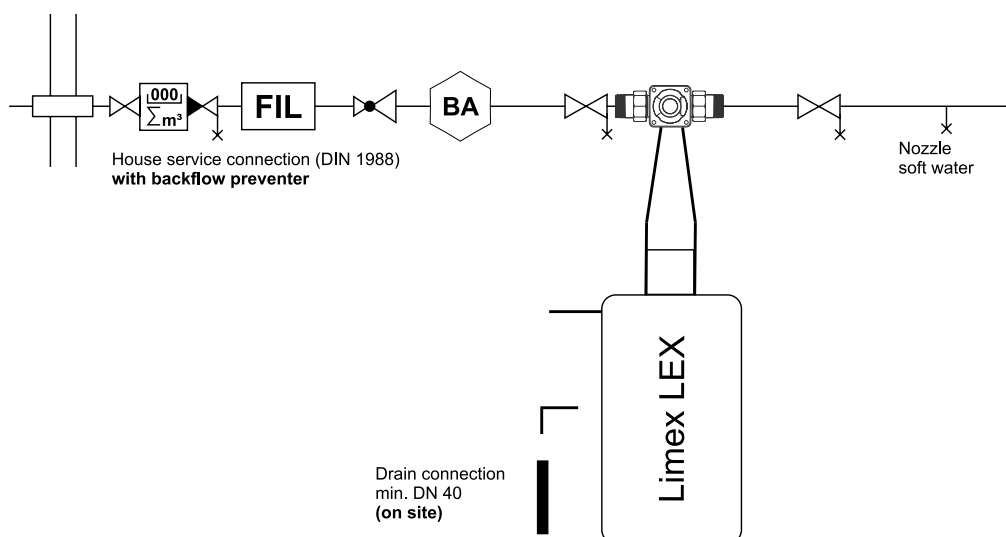 000
∑m³
FIL
BA
House service connection (DIN 1988)
with backflow preventer
Nozzle
soft water
Limex LEX
Drain connection
min. DN 40
(on site)